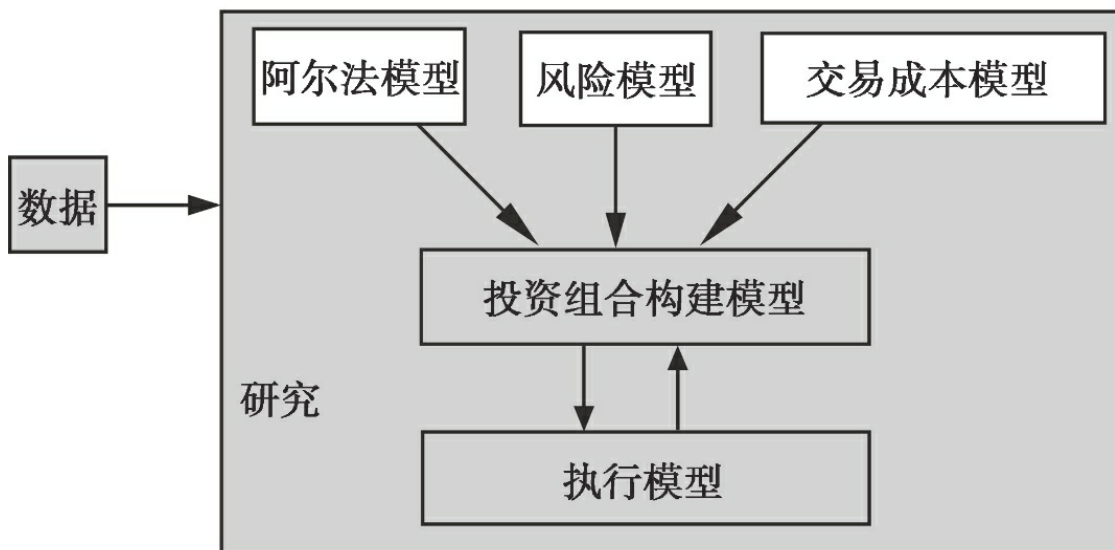 阿尔法模型
风险模型
交易成本模型
数据
投资组合构建模型
研究
执行模型